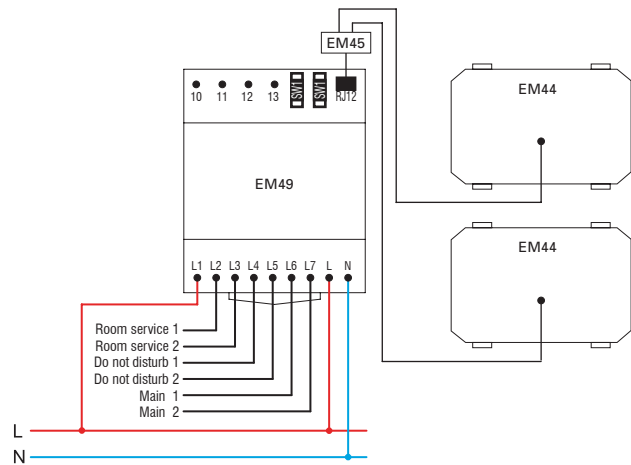 EM45
10 11 12 13 SW1 SW1 RJ12
EM44
EM49
EM44
L1 L2 L3 L4 L5 L6 L7 L N
Room service 1
Room service 2
Do not disturb 1
Do not disturb 2
Main 1
Main 2
L
N